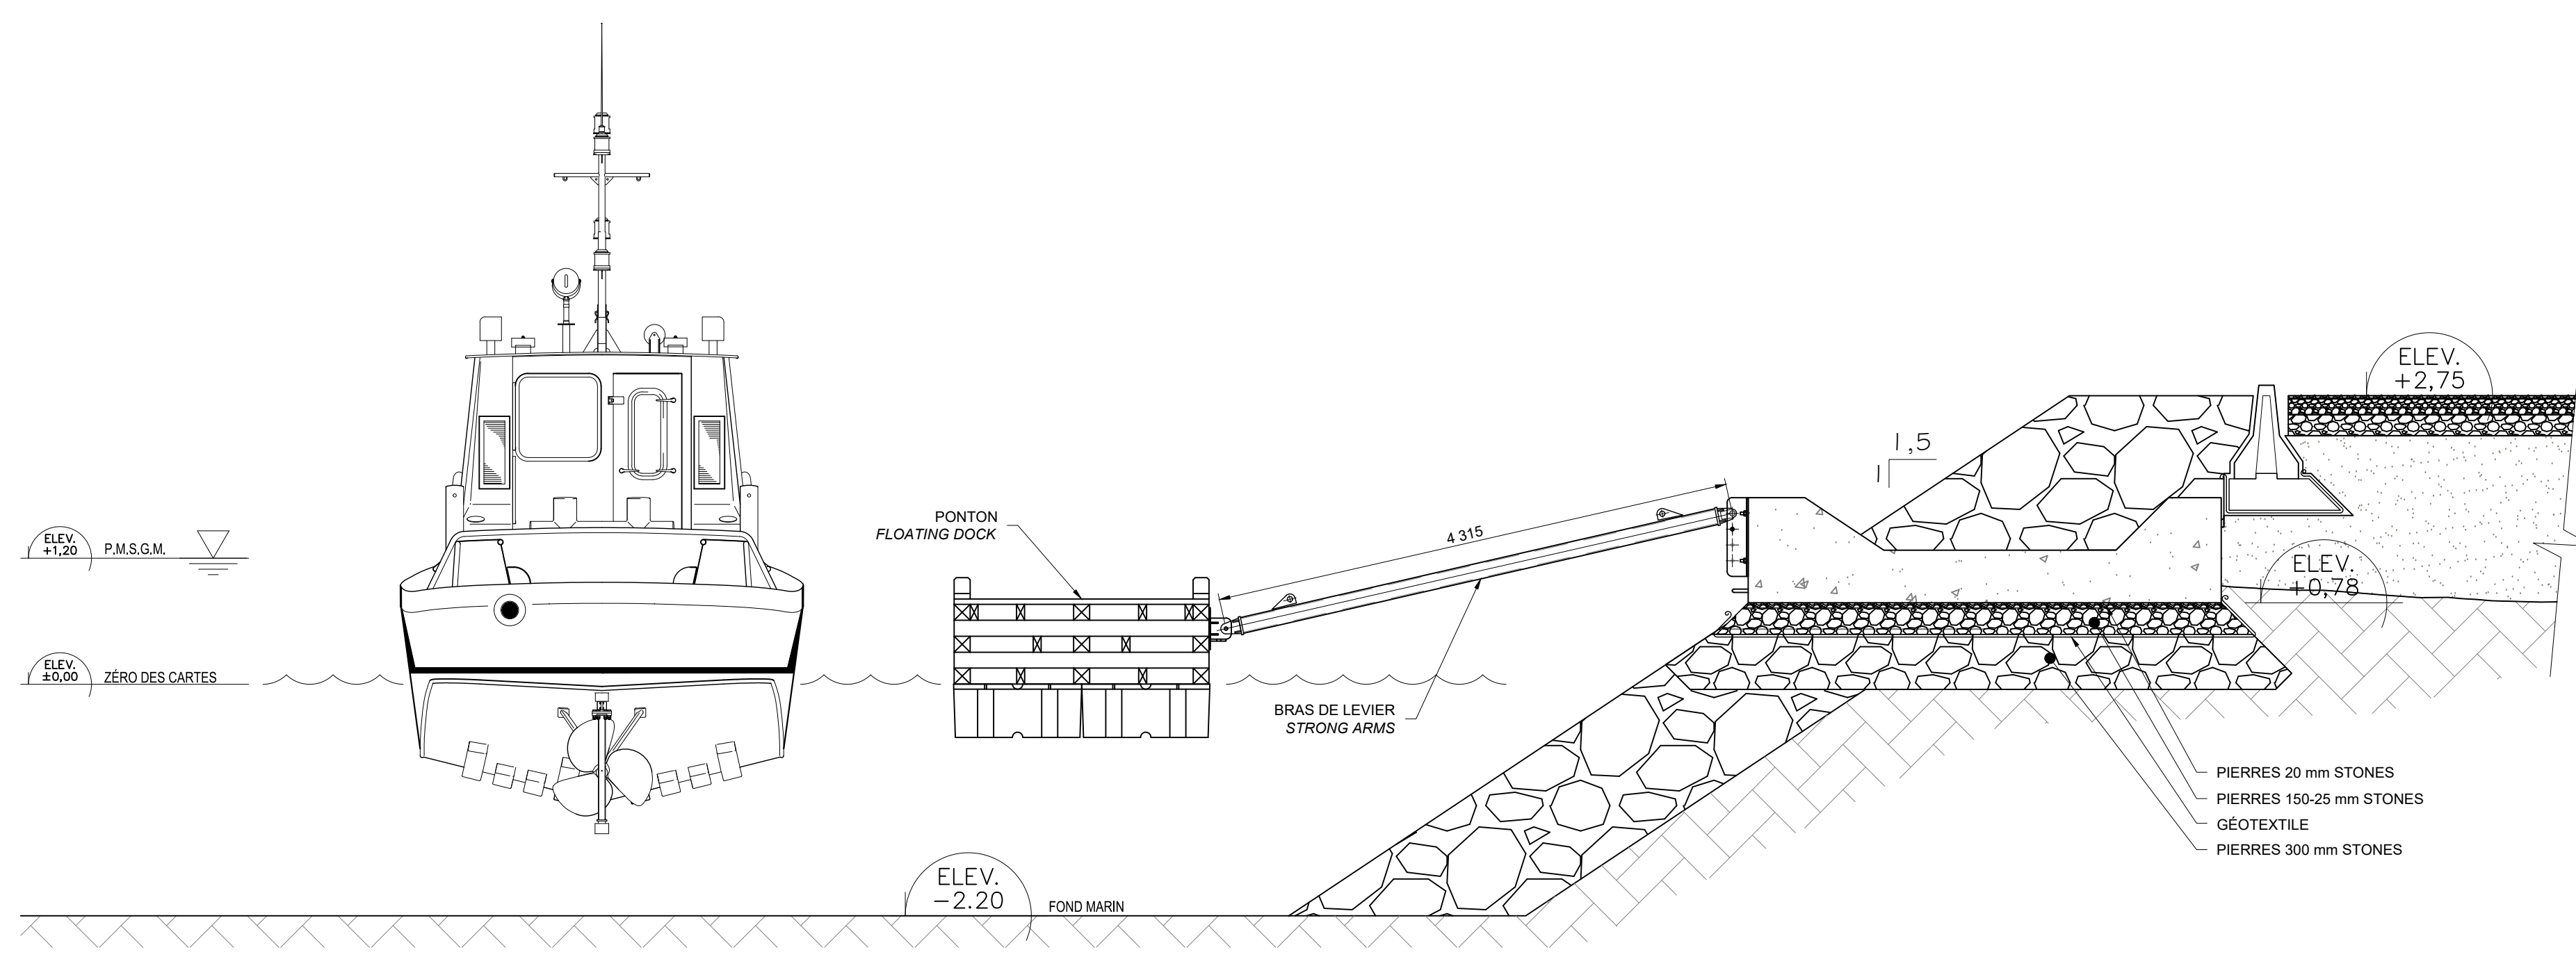 ELEV.
+2,75
1,5
1
PONTON
FLOATING DOCK
4 315
ELEV.
+1,20
P.M.S.G.M.
ELEV.
+0,78
ELEV.
±0,00
ZÉRO DES CARTES
BRAS DE LEVIER
STRONG ARMS
PIERRES 20 mm STONES
PIERRES 150-25 mm STONES
GÉOTEXTILE
PIERRES 300 mm STONES
ELEV.
-2.20
FOND MARIN